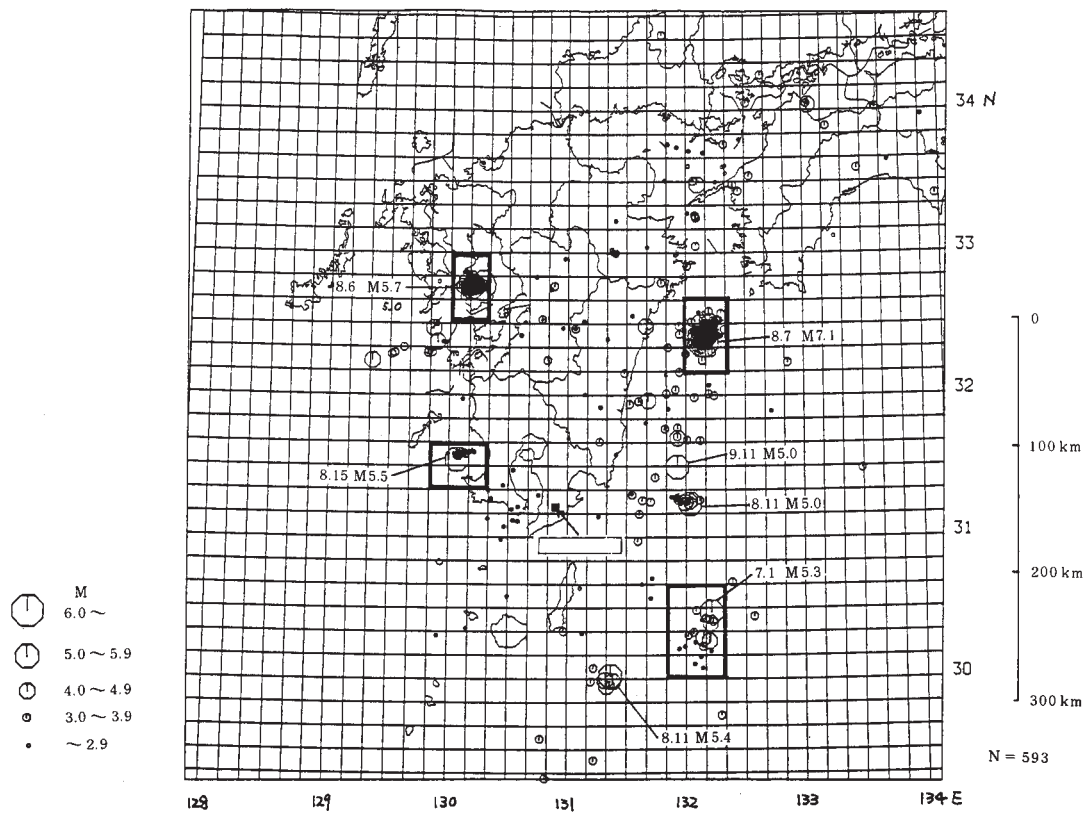 34 N
33
8.6 M5.7
5.0
0
8.7 M7.1
32
100 km
9.11 M5.0
8.15 M5.5
8.11 M5.0
31
200 km
7.1 M5.3
M
6.0〜
5.0〜5.9
4.0〜4.9
3.0〜3.9
〜2.9
30
300 km
8.11 M5.4
N = 593
128
129
130
131
132
133
134 E